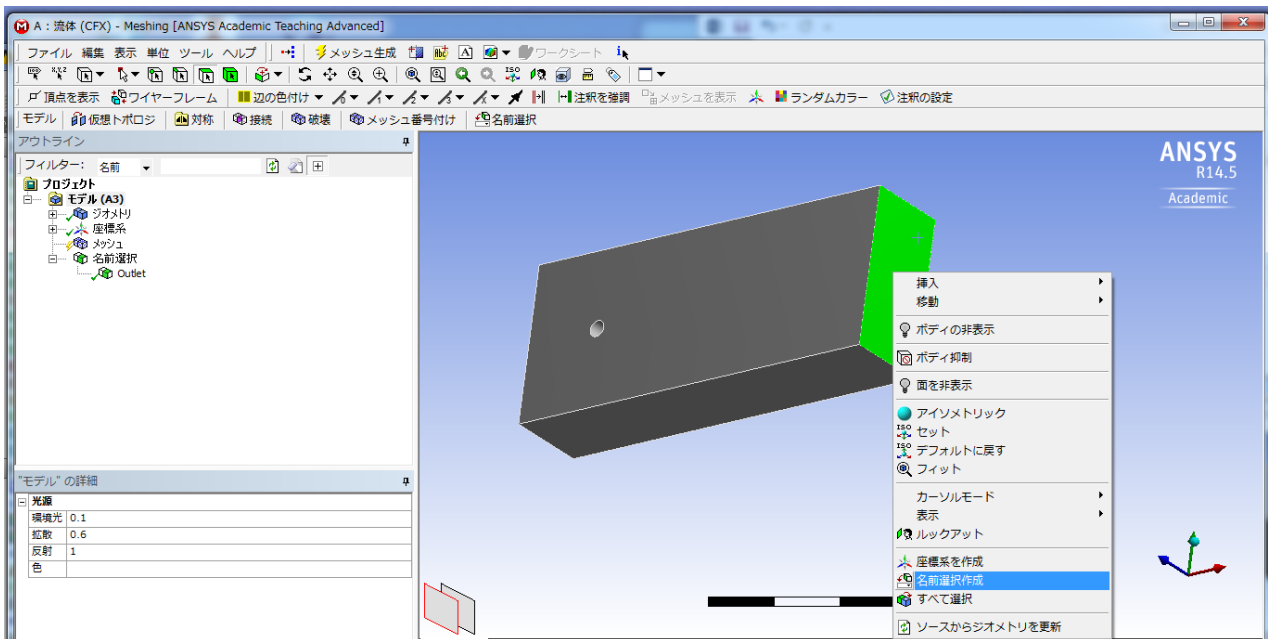 A : 流体 (CFX) - Meshing [ANSYS Academic Teaching Advanced]
ファイル 編集 表示 単位 ツール ヘルプ メッシュ生成 ワークシート
頂点を表示 ワイヤーフレーム 辺の色付け 注釈を強調 メッシュを表示 ランダムカラー 注釈の設定
モデル 仮想トポロジ 対称 接続 破壊 メッシュ番号付け 名前選択
アウトライン
フィルター: 名前
プロジェクト
モデル (A3)
ジオメトリ
座標系
メッシュ
名前選択
Outlet
"モデル" の詳細
光源
環境光 0.1
拡散 0.6
反射 1
色
ANSYS
R14.5
Academic
挿入
移動
ボディの非表示
ボディ抑制
面を非表示
アイソメトリック
セット
デフォルトに戻す
フィット
カーソルモード
表示
ルックアット
座標系を作成
名前選択作成
すべて選択
ソースからジオメトリを更新